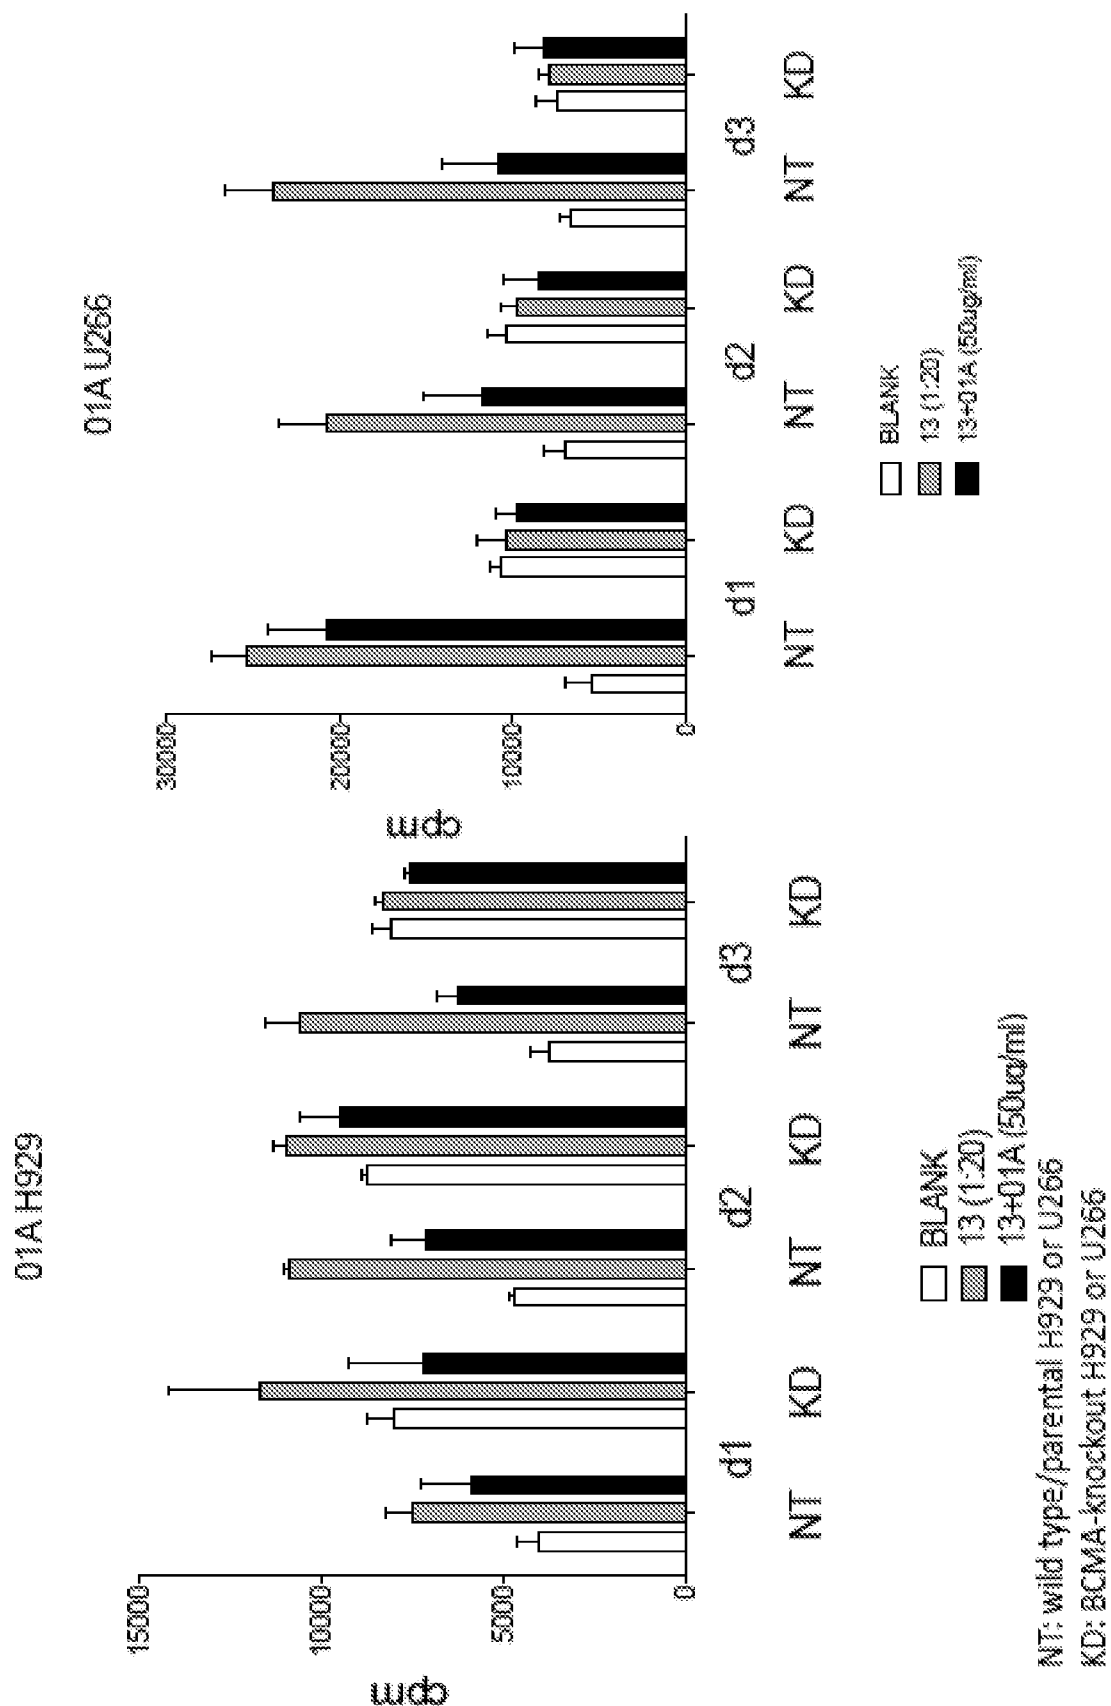 01A H929
cpm
15000
10000
5000
0
NT KD NT KD NT KD
d1 d2 d3
BLANK
13 (1:20)
13+01A (50ug/ml)
NT: wild type/parental H929 or U266
KD: BCMA-knockout H929 or U266
01A U266
cpm
30000
20000
10000
0
d1 d2 d3
NT KD NT KD NT KD
BLANK
13 (1:20)
13+01A (50ug/ml)